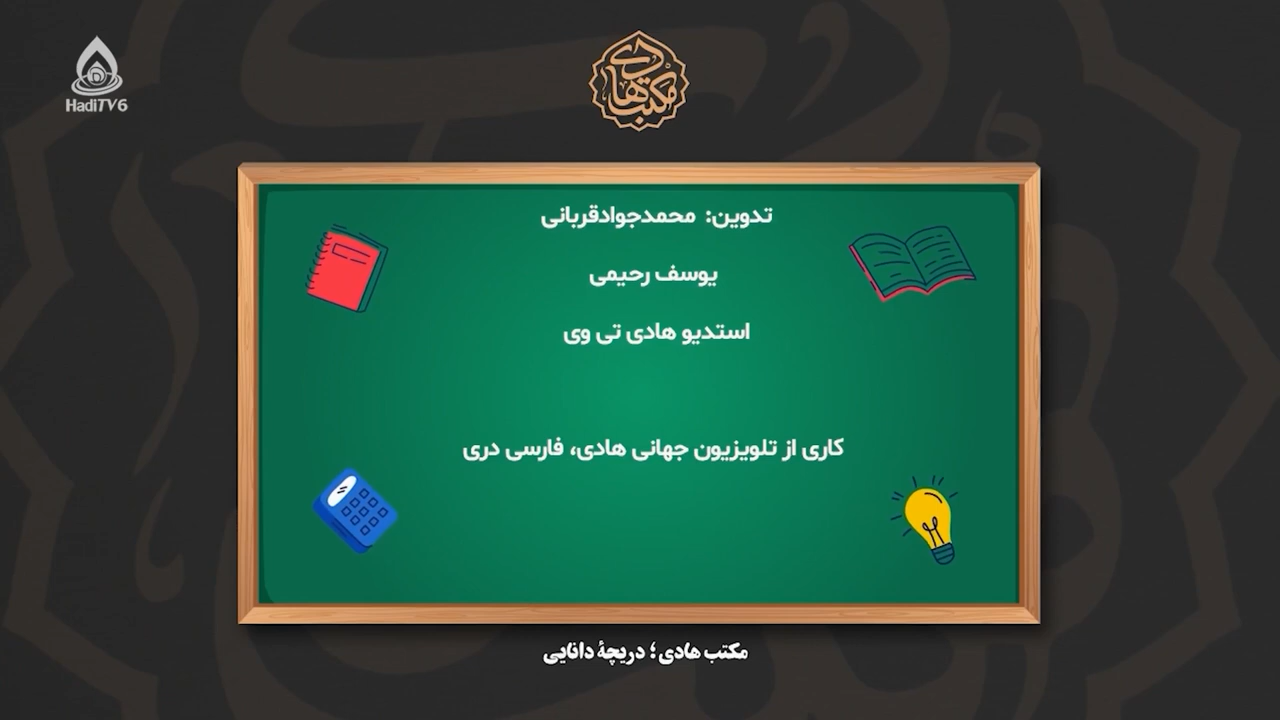 HadiTV6
مکتب هادی
تدوین: محمدجوادقربانی
یوسف رحیمی
استدیو هادی تی وی
کاری از تلویزیون جهانی هادی، فارسی دری
مکتب هادی؛ دریچۀ دانایی